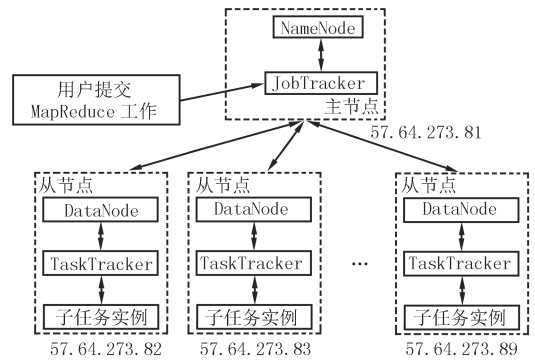 NameNode
JobTracker
主节点
用户提交
MapReduce 工作
57.64.273.81
从节点
从节点
从节点
DataNode
DataNode
DataNode
TaskTracker
TaskTracker
...
TaskTracker
子任务实例
子任务实例
子任务实例
57.64.273.82
57.64.273.83
57.64.273.89